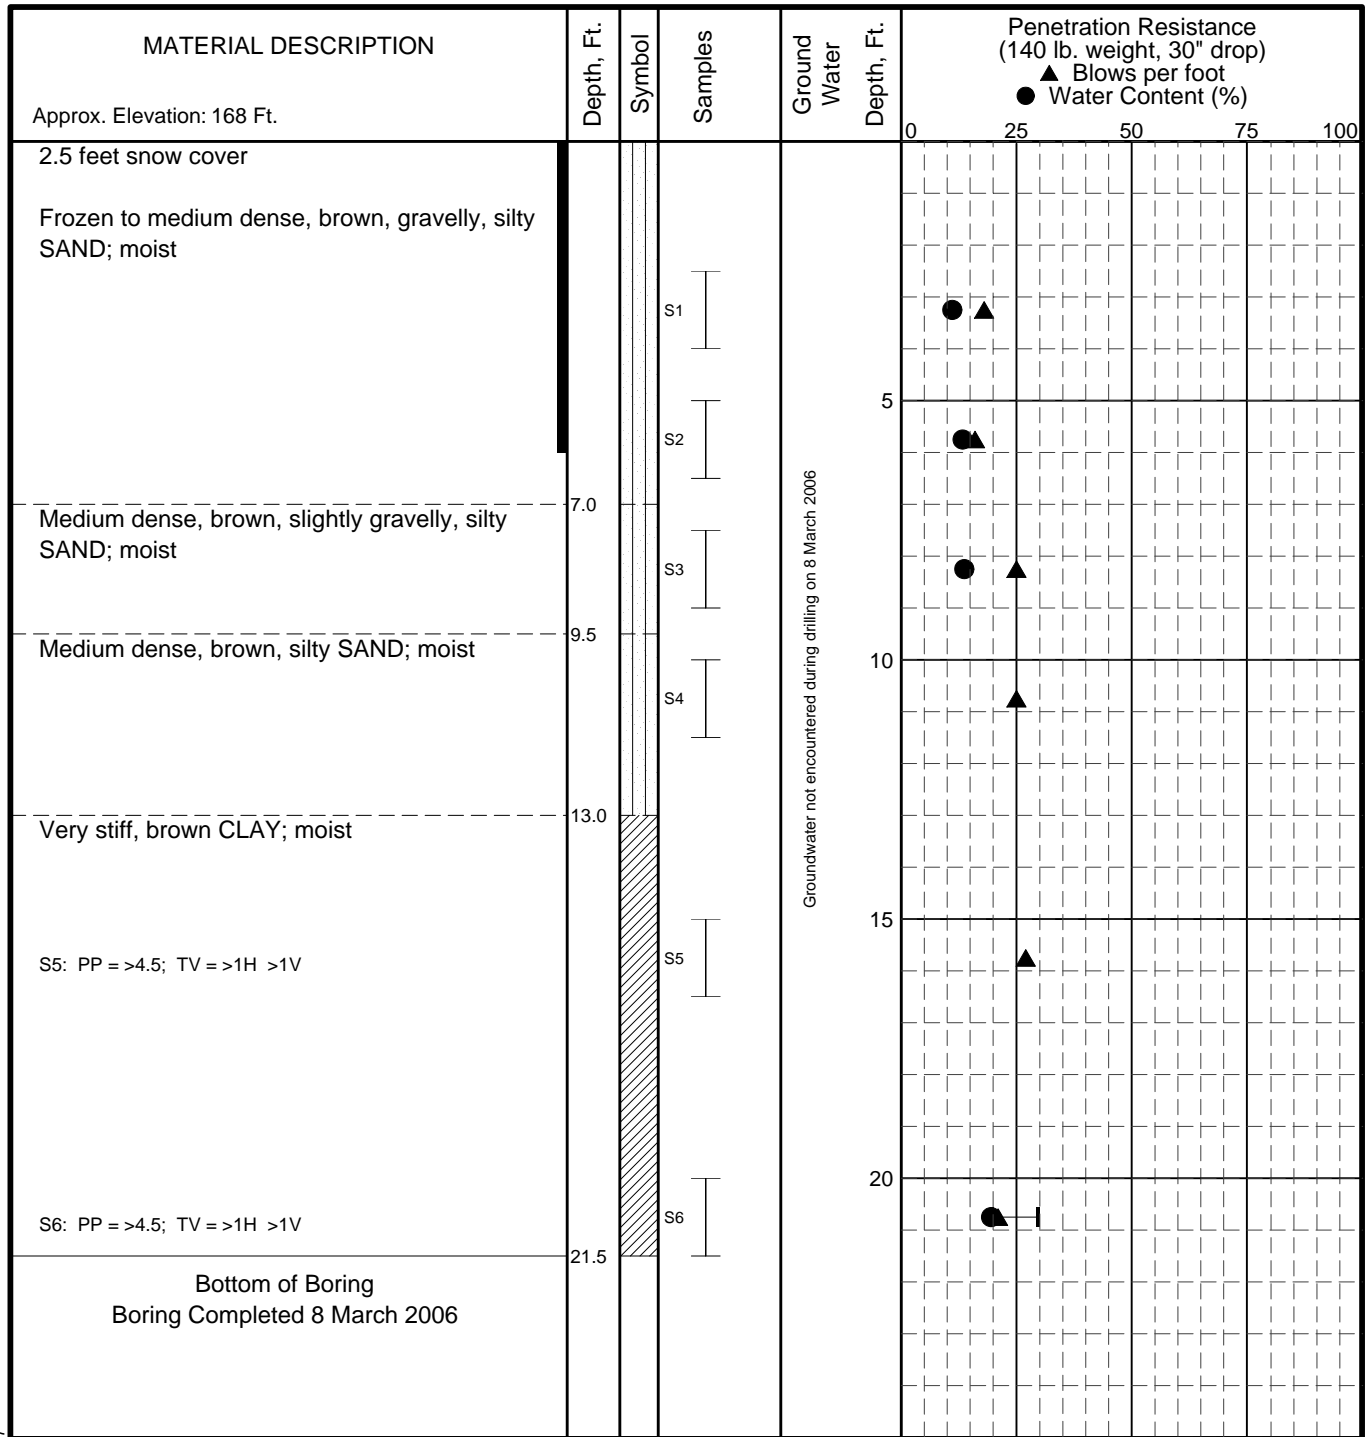 MATERIAL DESCRIPTION
Approx. Elevation: 168 Ft.
Depth, Ft.
Symbol
Samples
Ground
Water
Depth, Ft.
Penetration Resistance
(140 lb. weight, 30" drop)
▲ Blows per foot
● Water Content (%)
0 25 50 75 100
2.5 feet snow cover
Frozen to medium dense, brown, gravelly, silty
SAND; moist
S1
5
S2
7.0
Medium dense, brown, slightly gravelly, silty
SAND; moist
S3
9.5
Medium dense, brown, silty SAND; moist
10
S4
13.0
Very stiff, brown CLAY; moist
Groundwater not encountered during drilling on 8 March 2006
15
S5
S5: PP = >4.5; TV = >1H >1V
20
S6
S6: PP = >4.5; TV = >1H >1V
21.5
Bottom of Boring
Boring Completed 8 March 2006